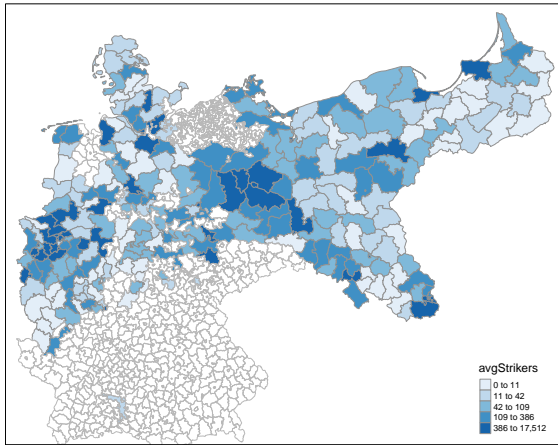 avgStrikers
0 to 11
11 to 42
42 to 109
109 to 386
386 to 17,512